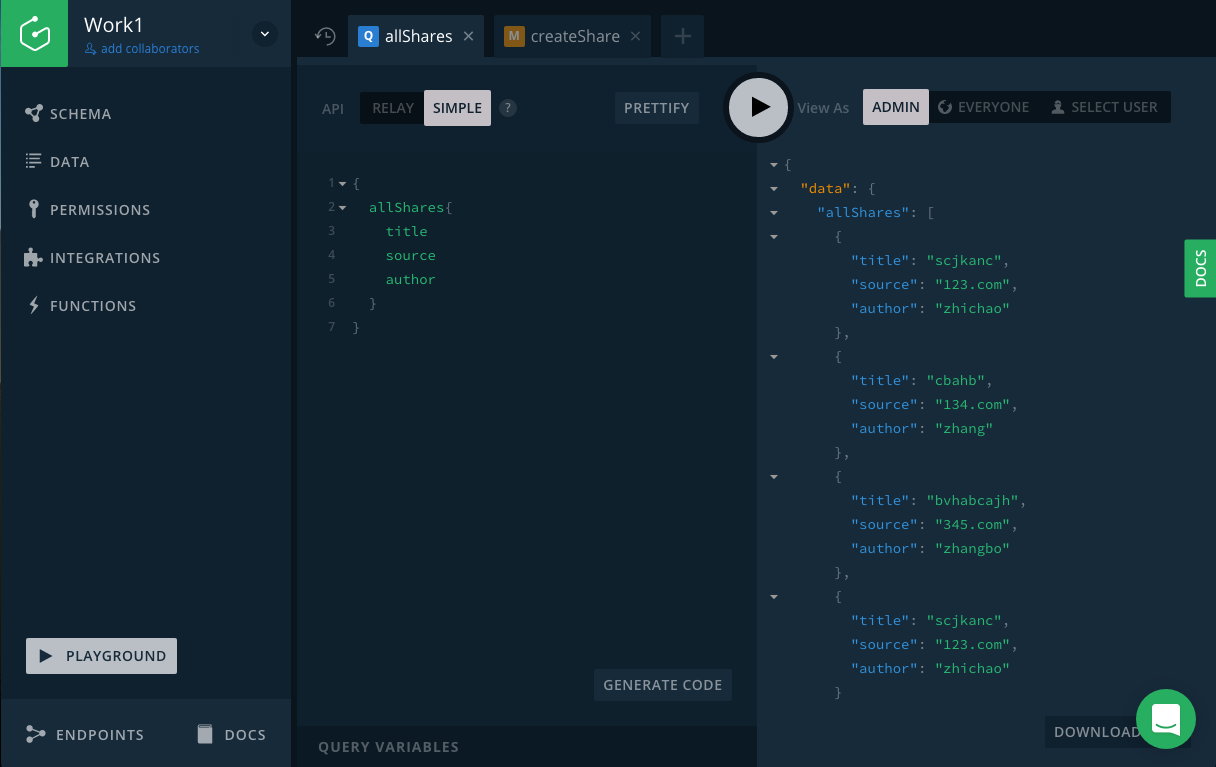 Work1
add collaborators
SCHEMA
DATA
PERMISSIONS
INTEGRATIONS
FUNCTIONS
PLAYGROUND
ENDPOINTS
DOCS
Q allShares
M createShare
API RELAY SIMPLE ?
PRETTIFY
1 {
2 allShares{
3 title
4 source
5 author
6 }
7 }
GENERATE CODE
QUERY VARIABLES
View As ADMIN EVERYONE SELECT USER
{
"data": {
"allShares": [
{
"title": "scjkanc",
"source": "123.com",
"author": "zhichao"
},
{
"title": "cbahb",
"source": "134.com",
"author": "zhang"
},
{
"title": "bvhabcajh",
"source": "345.com",
"author": "zhangbo"
},
{
"title": "scjkanc",
"source": "123.com",
"author": "zhichao"
}
DOWNLOAD
DOCS